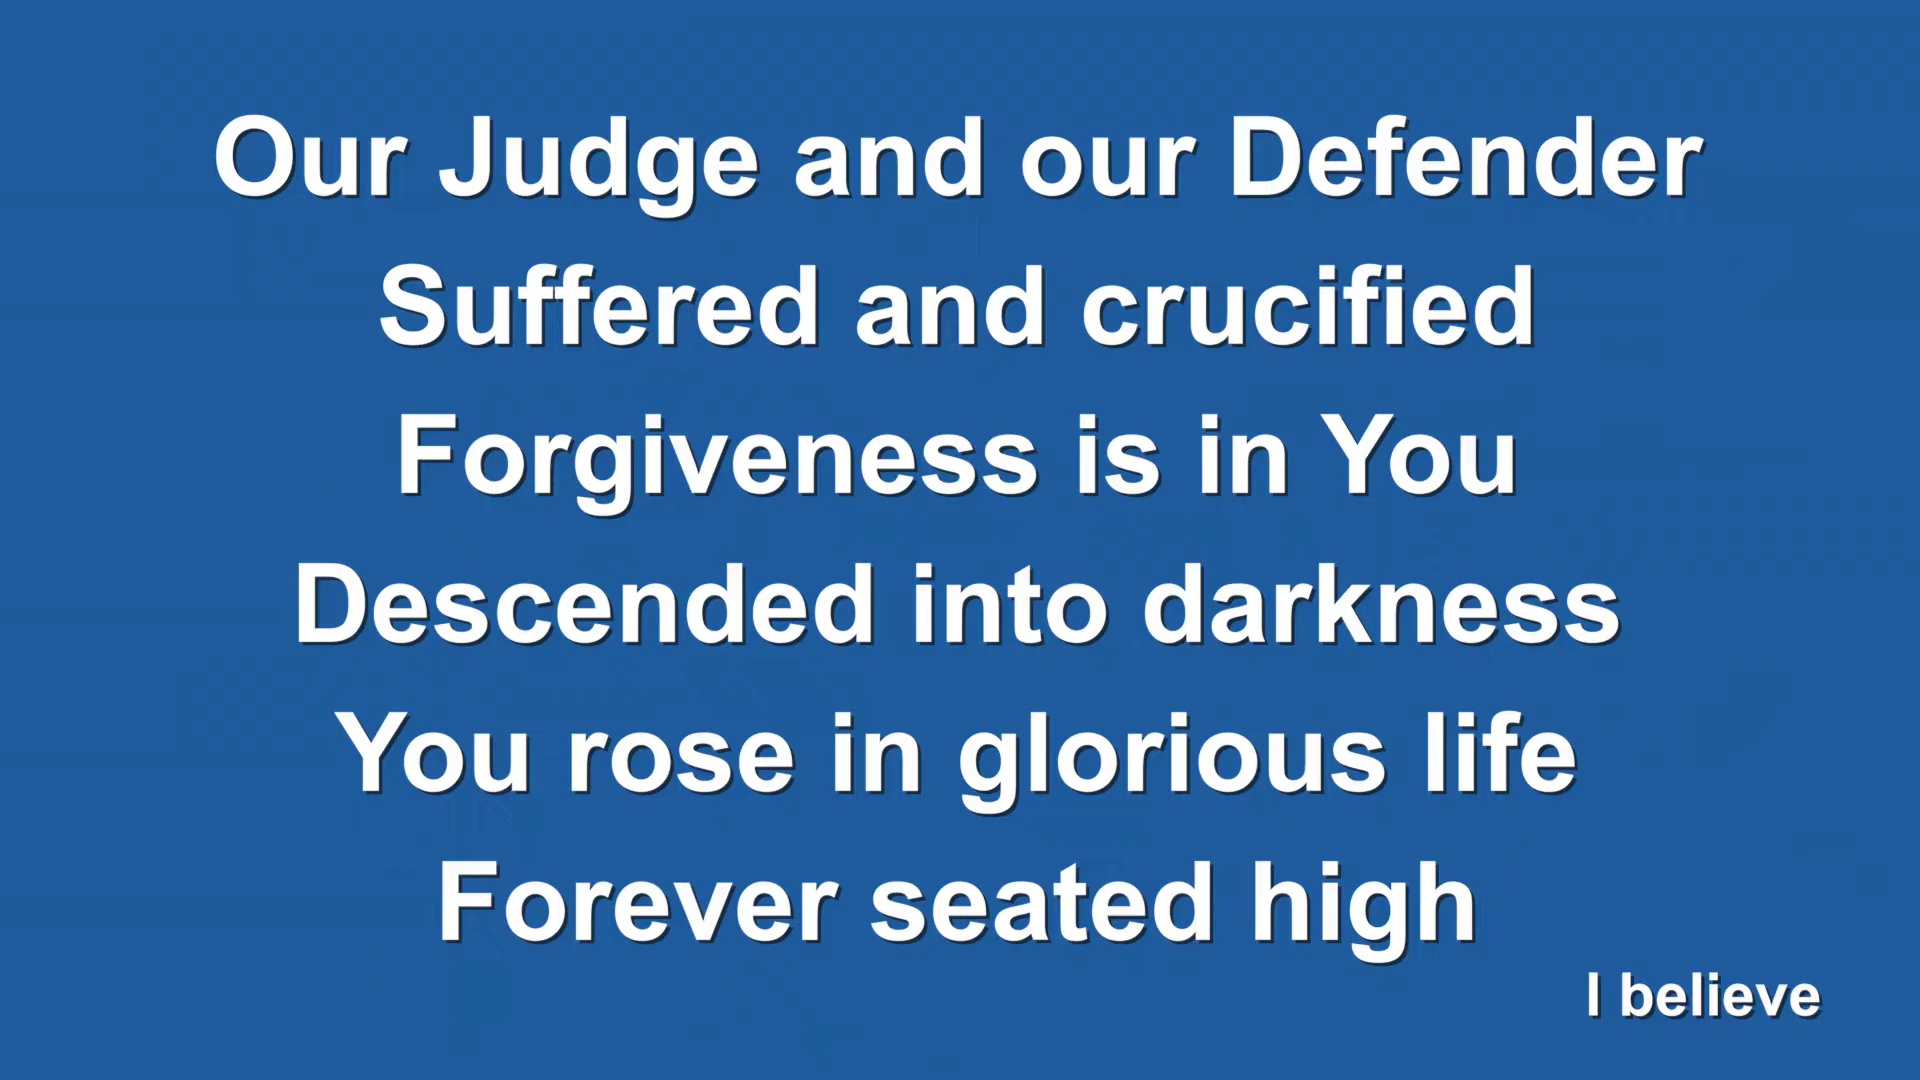 Our Judge and our Defender
Suffered and crucified
Forgiveness is in You
Descended into darkness
You rose in glorious life
Forever seated high
I believe